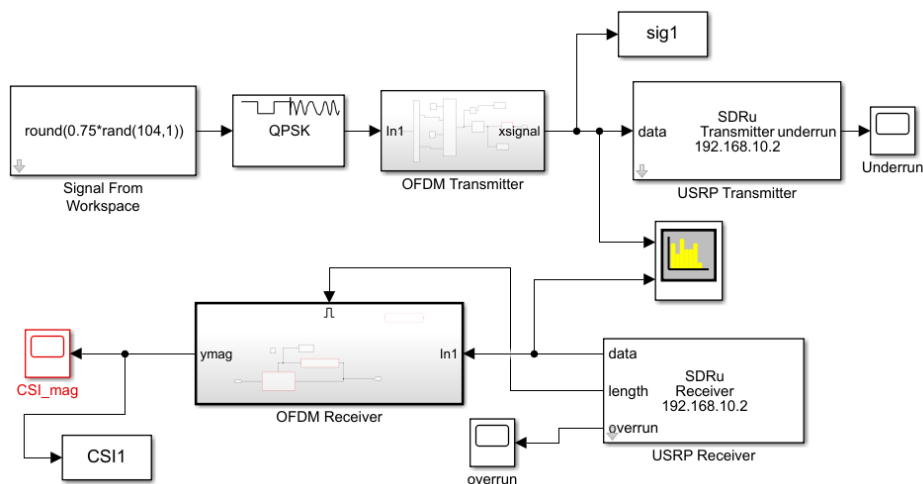 sig1
round(0.75*rand(104,1))
Signal From
Workspace
QPSK
In1
xsignal
OFDM Transmitter
data
SDRu
Transmitter underrun
192.168.10.2
USRP Transmitter
Underrun
CSI_mag
ymag
In1
OFDM Receiver
CSI1
data
length
overrun
SDRu
Receiver
192.168.10.2
USRP Receiver
overrun